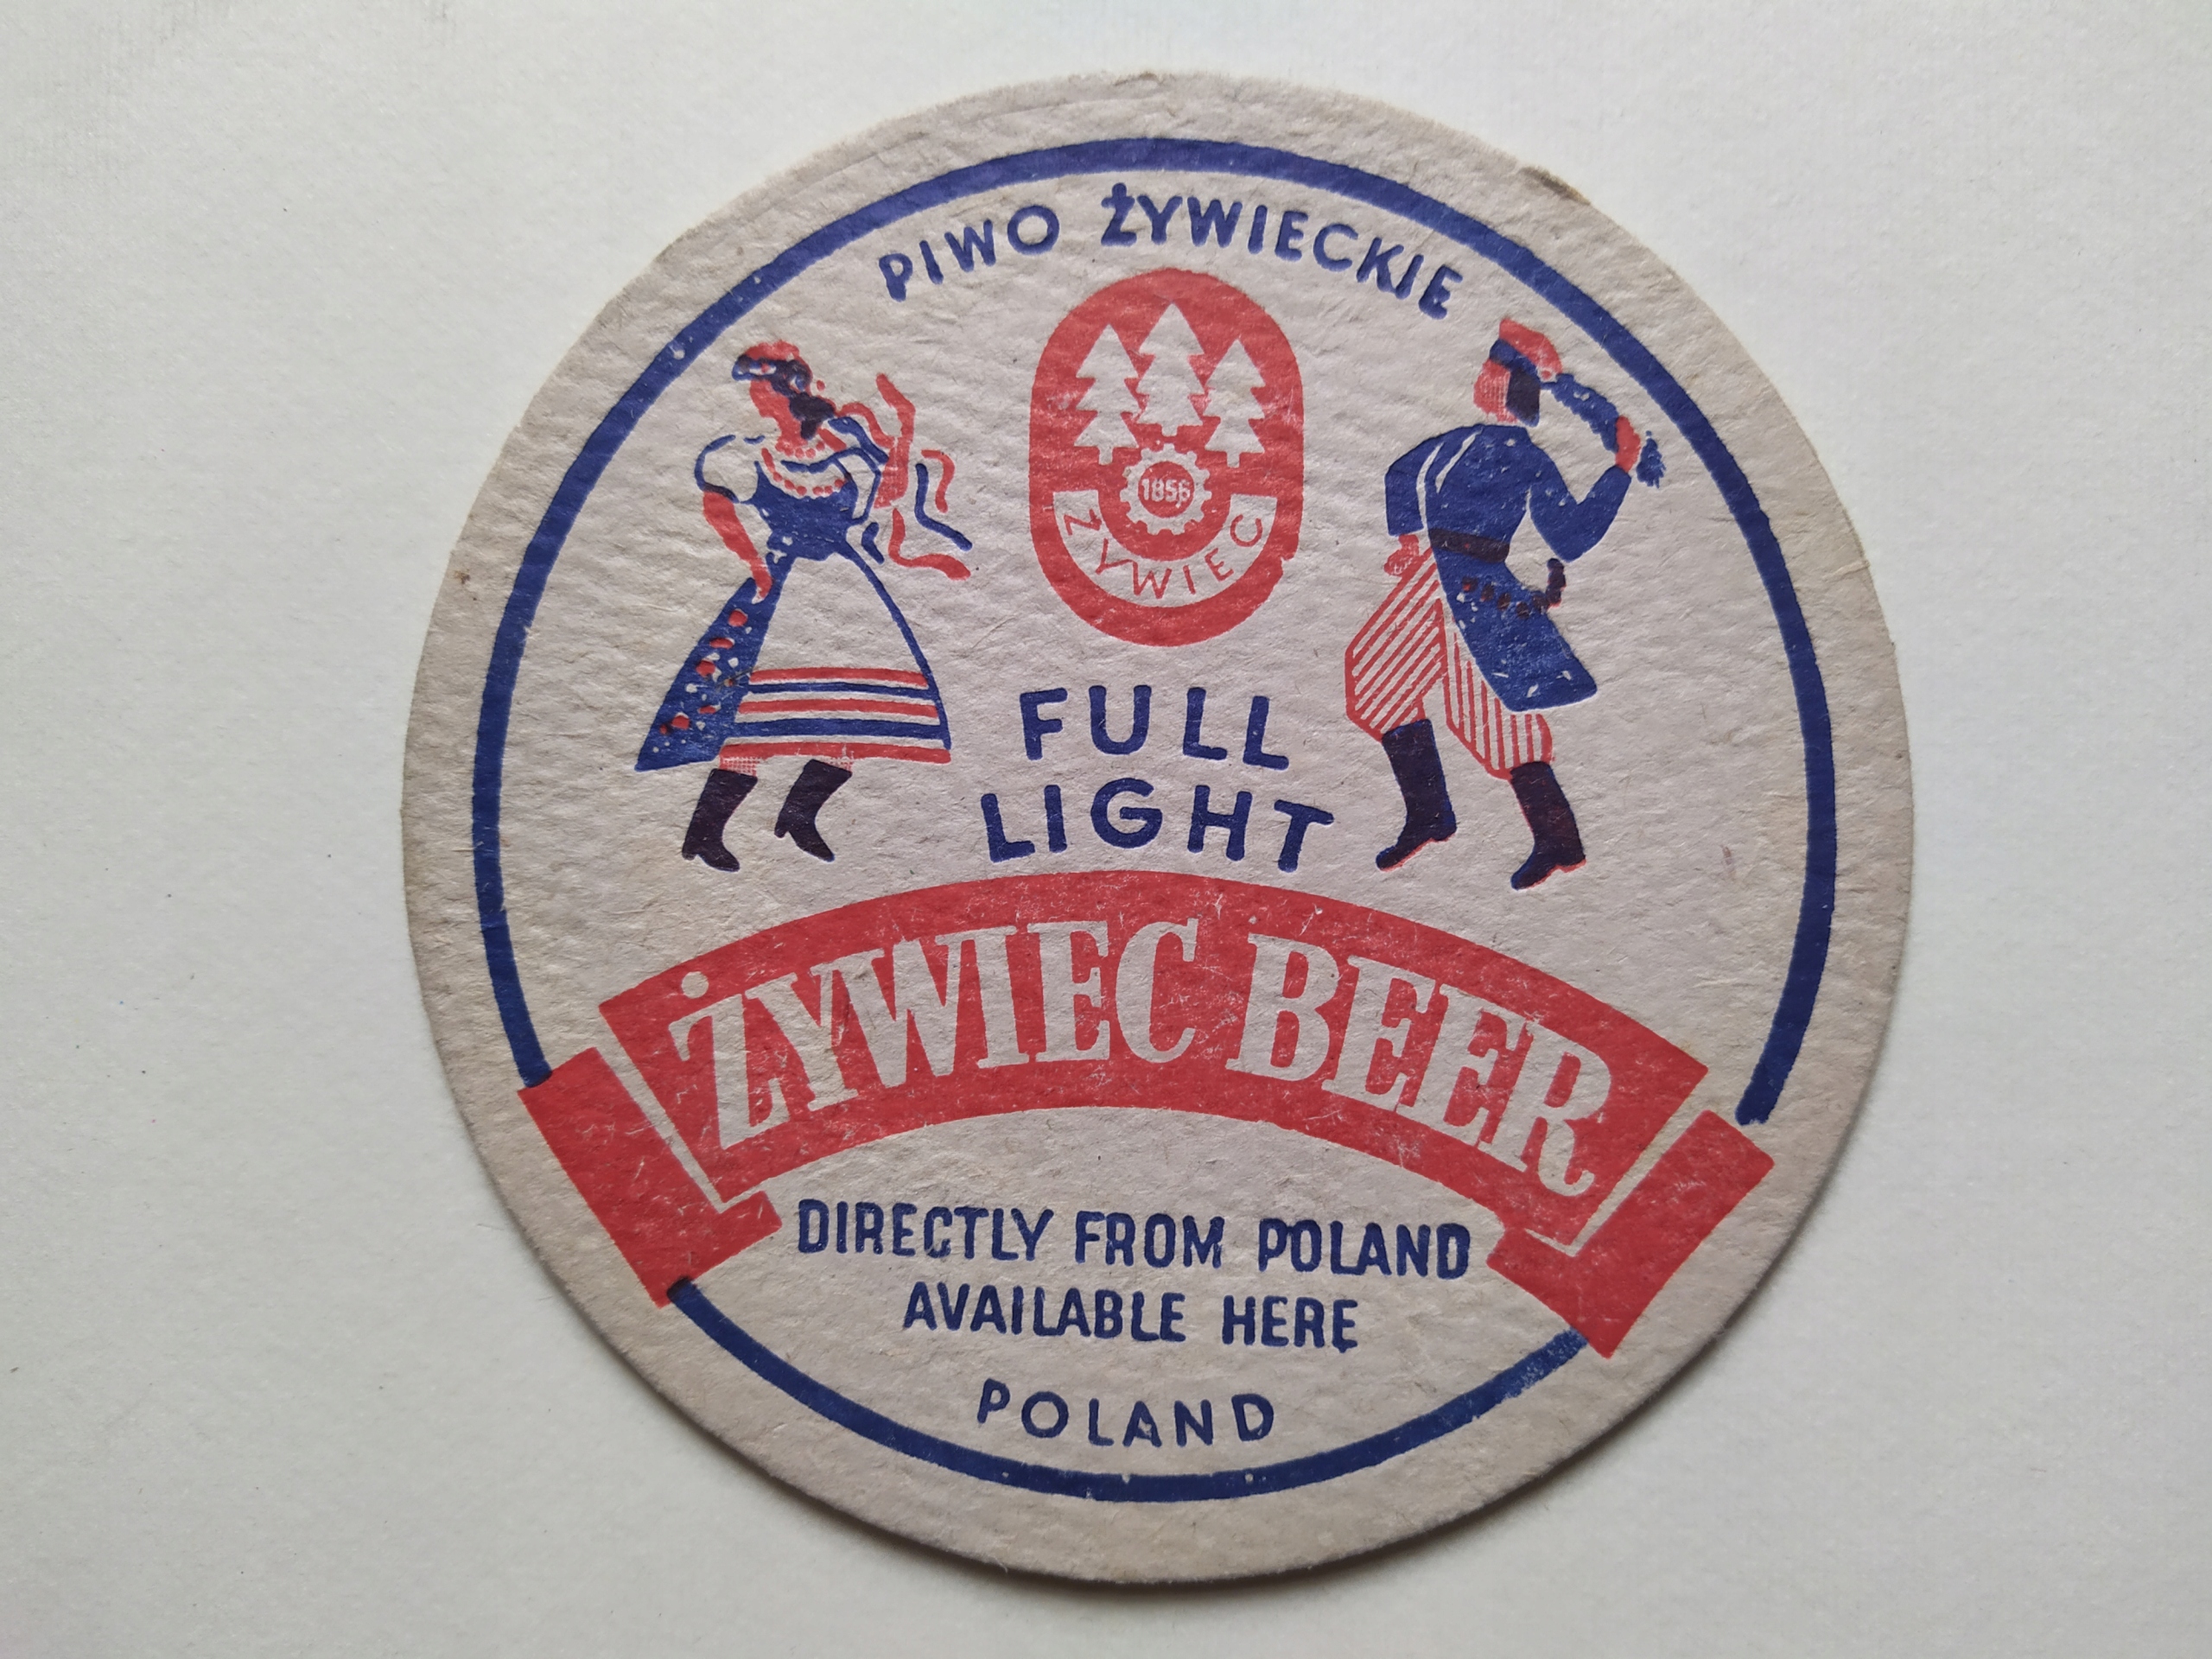 PIWO ŻYWIECKIE
1856
ŻYWIEC
FULL
LIGHT
ŻYWIEC BEER
DIRECTLY FROM POLAND
AVAILABLE HERE
POLAND